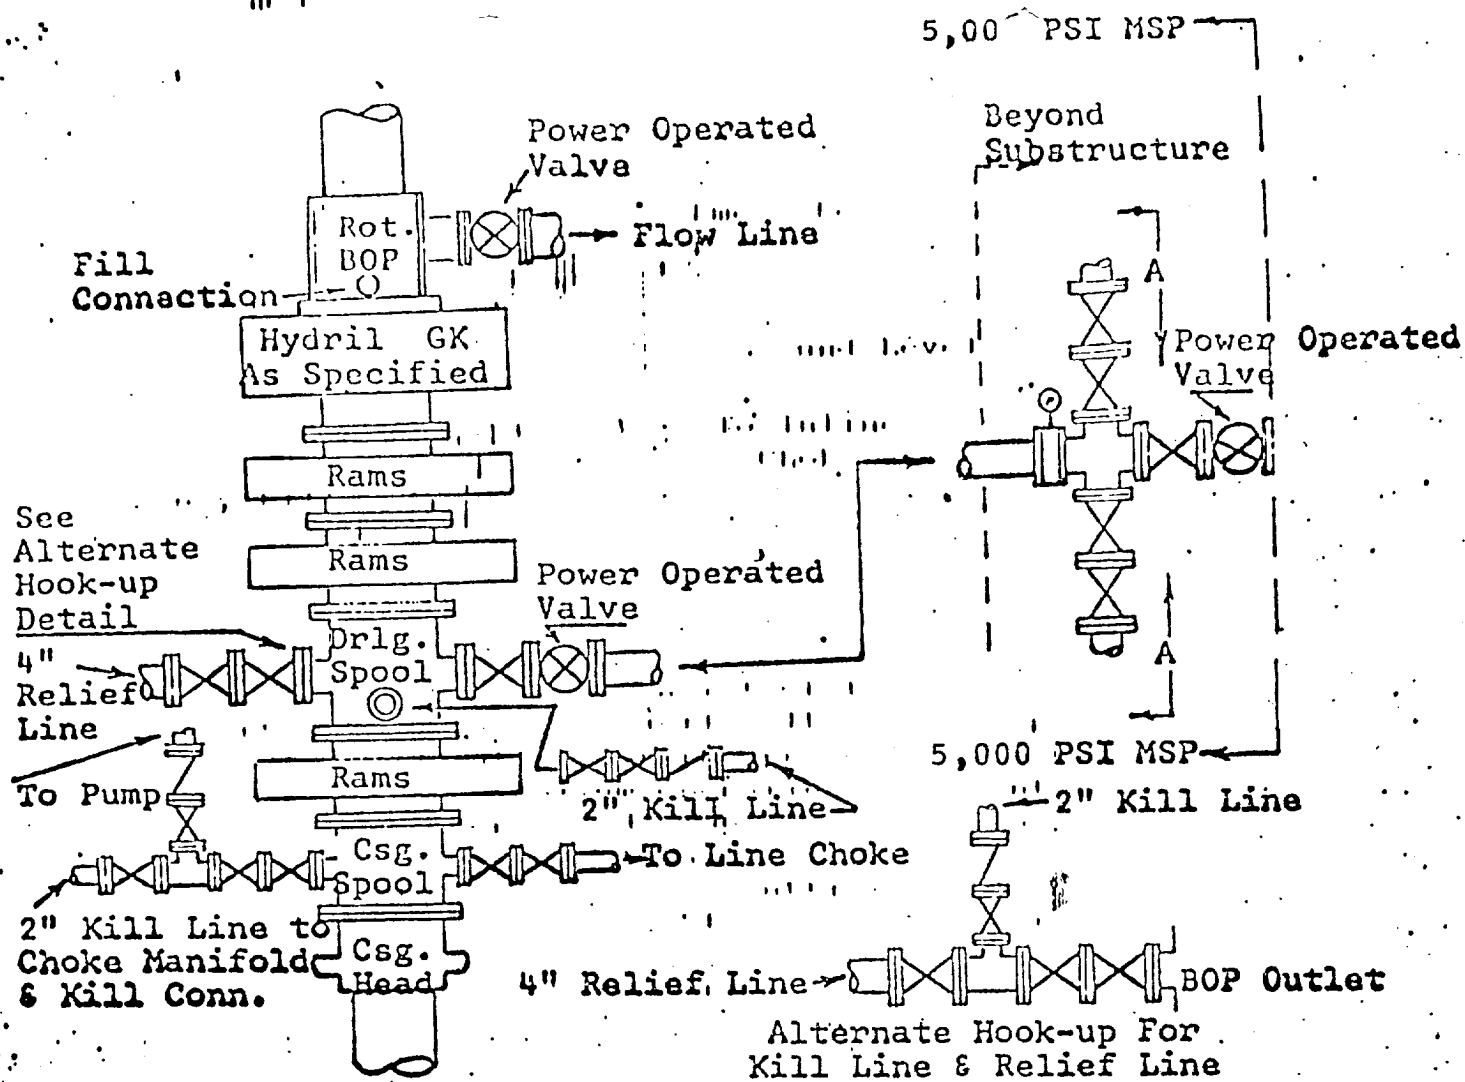 5,00 PSI MSP
Beyond
Substructure
Power Operated
Valve
Rot.
BOP
Flow Line
Fill
Connection
A
Hydril GK
As Specified
Power Operated
Valve
Rams
See
Alternate
Hook-up
Detail
Rams
Power Operated
Valve
Drlg.
Spool
4"
Relief
Line
A
To Pump
Rams
5,000 PSI MSP
2" Kill Line
2" Kill Line
Csg.
Spool
To Line Choke
2" Kill Line to
Choke Manifold
& Kill Conn.
Csg.
Head
4" Relief Line
BOP Outlet
Alternate Hook-up For
Kill Line & Relief Line